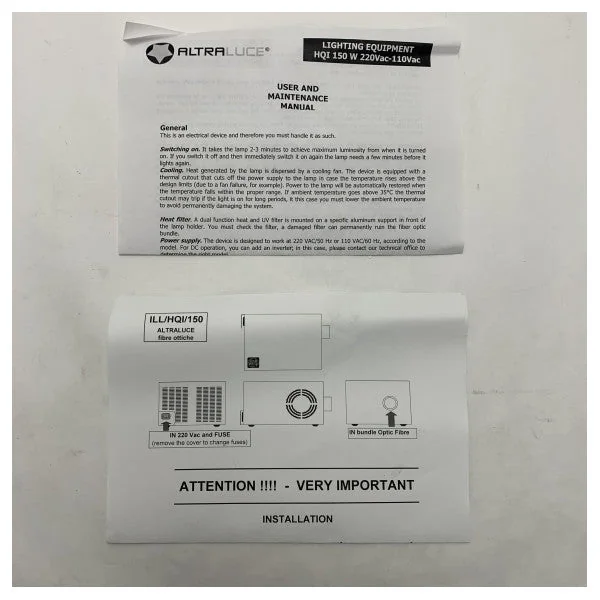 ALTRALUCE®
LIGHTING EQUIPMENT
HQI 150 W 220Vac-110Vac
USER AND
MAINTENANCE
MANUAL
General
This is an electrical device and therefore you must handle it as such.
Switching on. It takes the lamp 2-3 minutes to achieve maximum luminosity from when it is turned
on. If you switch it off and then immediately switch it on again the lamp needs a few minutes before it
lights again.
Cooling. Heat generated by the lamp is dispersed by a cooling fan. The device is equipped with a
thermal cutout that cuts off the power supply to the lamp in case the temperature rises above the
design limits (due to a fan failure, for example). Power to the lamp will be automatically restored when
the temperature falls within the proper range. If ambient temperature goes above 35°C the thermal
cutout may trip if the light is on for long periods, it this case you must lower the ambient temperature
to avoid permanently damaging the system.
Heat filter. A dual function heat and UV filter is mounted on a specific aluminum support in front of
the lamp holder. You must check the filter, a damaged filter can permanently ruin the fiber optic
bundle.
Power supply. The device is designed to work at 220 VAC/50 Hz or 110 VAC/60 Hz, according to the
model. For DC operation, you can add an inverter; in this case, please contact our technical office to
determine the right model
ILL/HQI/150
ALTRALUCE
fibre ottiche
IN 220 Vac and FUSE
(remove the cover to change fuses)
IN bundle Optic Fibre
ATTENTION !!!! - VERY IMPORTANT
INSTALLATION